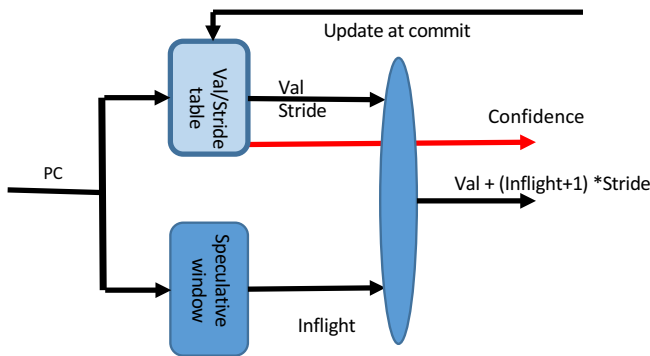 Update at commit
Val/Stride
table
Val
Stride
Confidence
PC
Val + (Inflight+1) *Stride
Speculative
window
Inflight